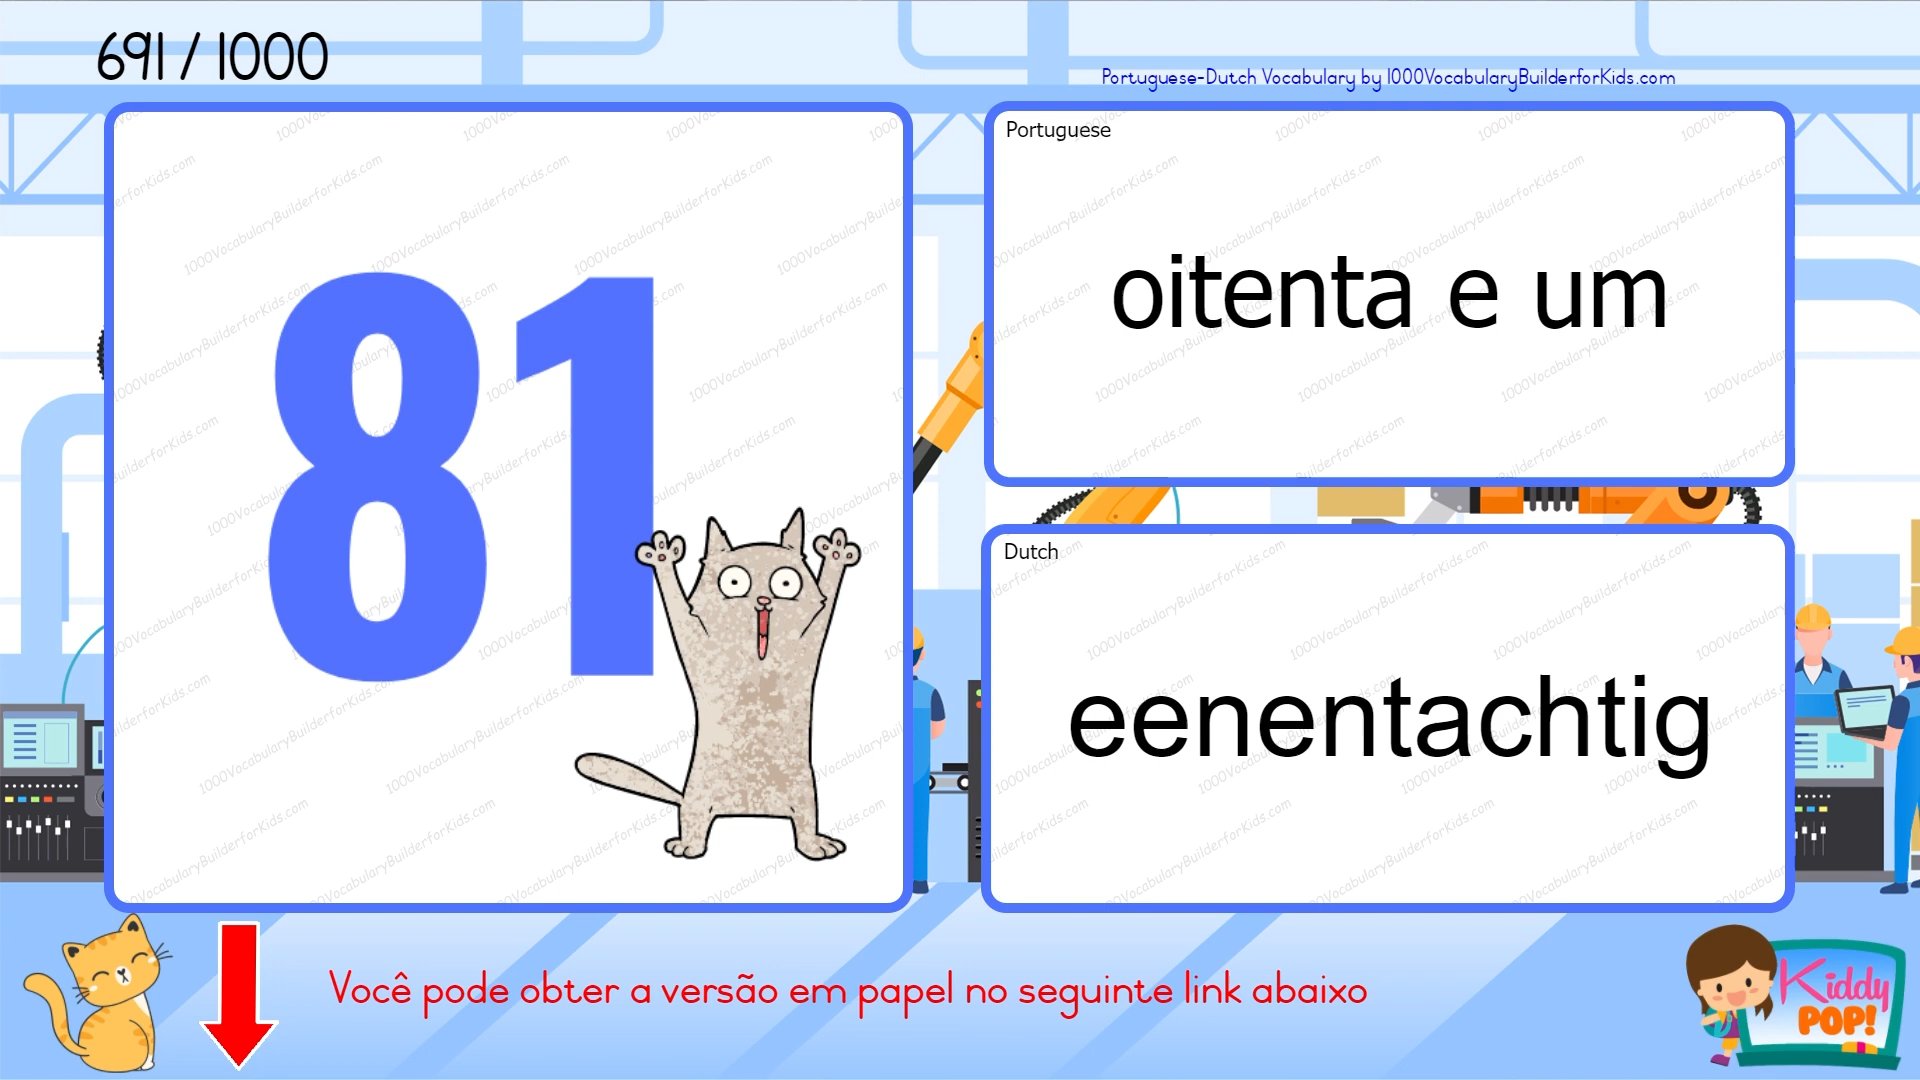 691 / 1000
Portuguese-Dutch Vocabulary by 1000VocabularyBuilderforKids.com
81
Portuguese
oitenta e um
Dutch
eenentachtig
Você pode obter a versão em papel no seguinte link abaixo
Kiddy
POP!